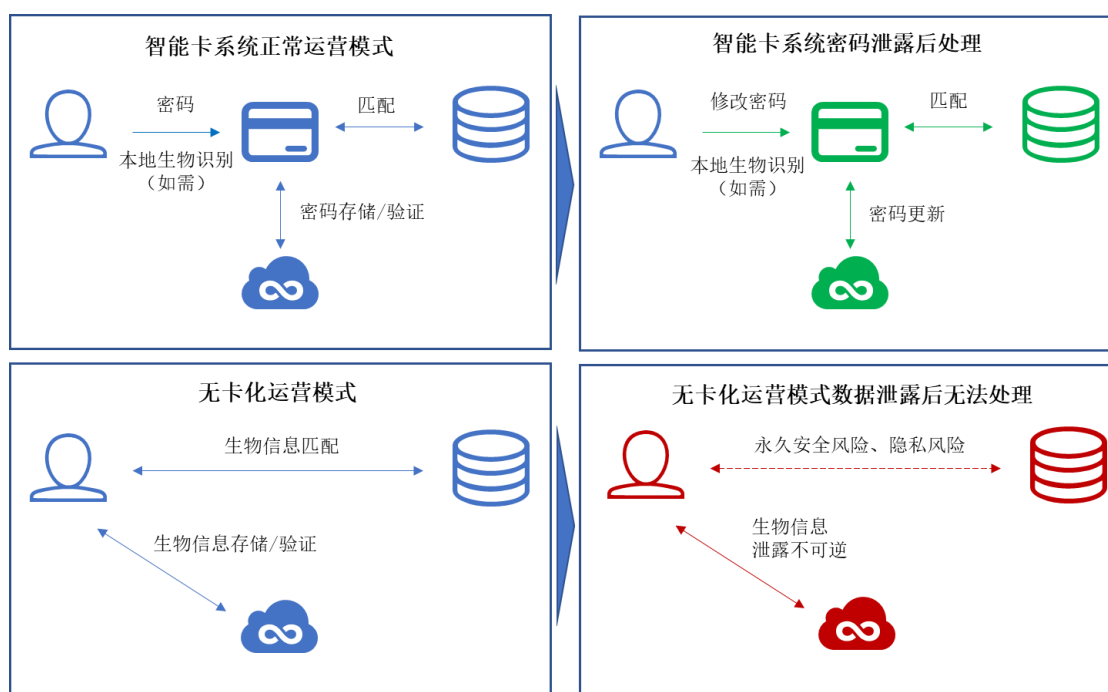 智能卡系统正常运营模式
密码
匹配
本地生物识别
（如需）
密码存储/验证
智能卡系统密码泄露后处理
修改密码
匹配
本地生物识别
（如需）
密码更新
无卡化运营模式
生物信息匹配
生物信息存储/验证
无卡化运营模式数据泄露后无法处理
永久安全风险、隐私风险
生物信息
泄露不可逆